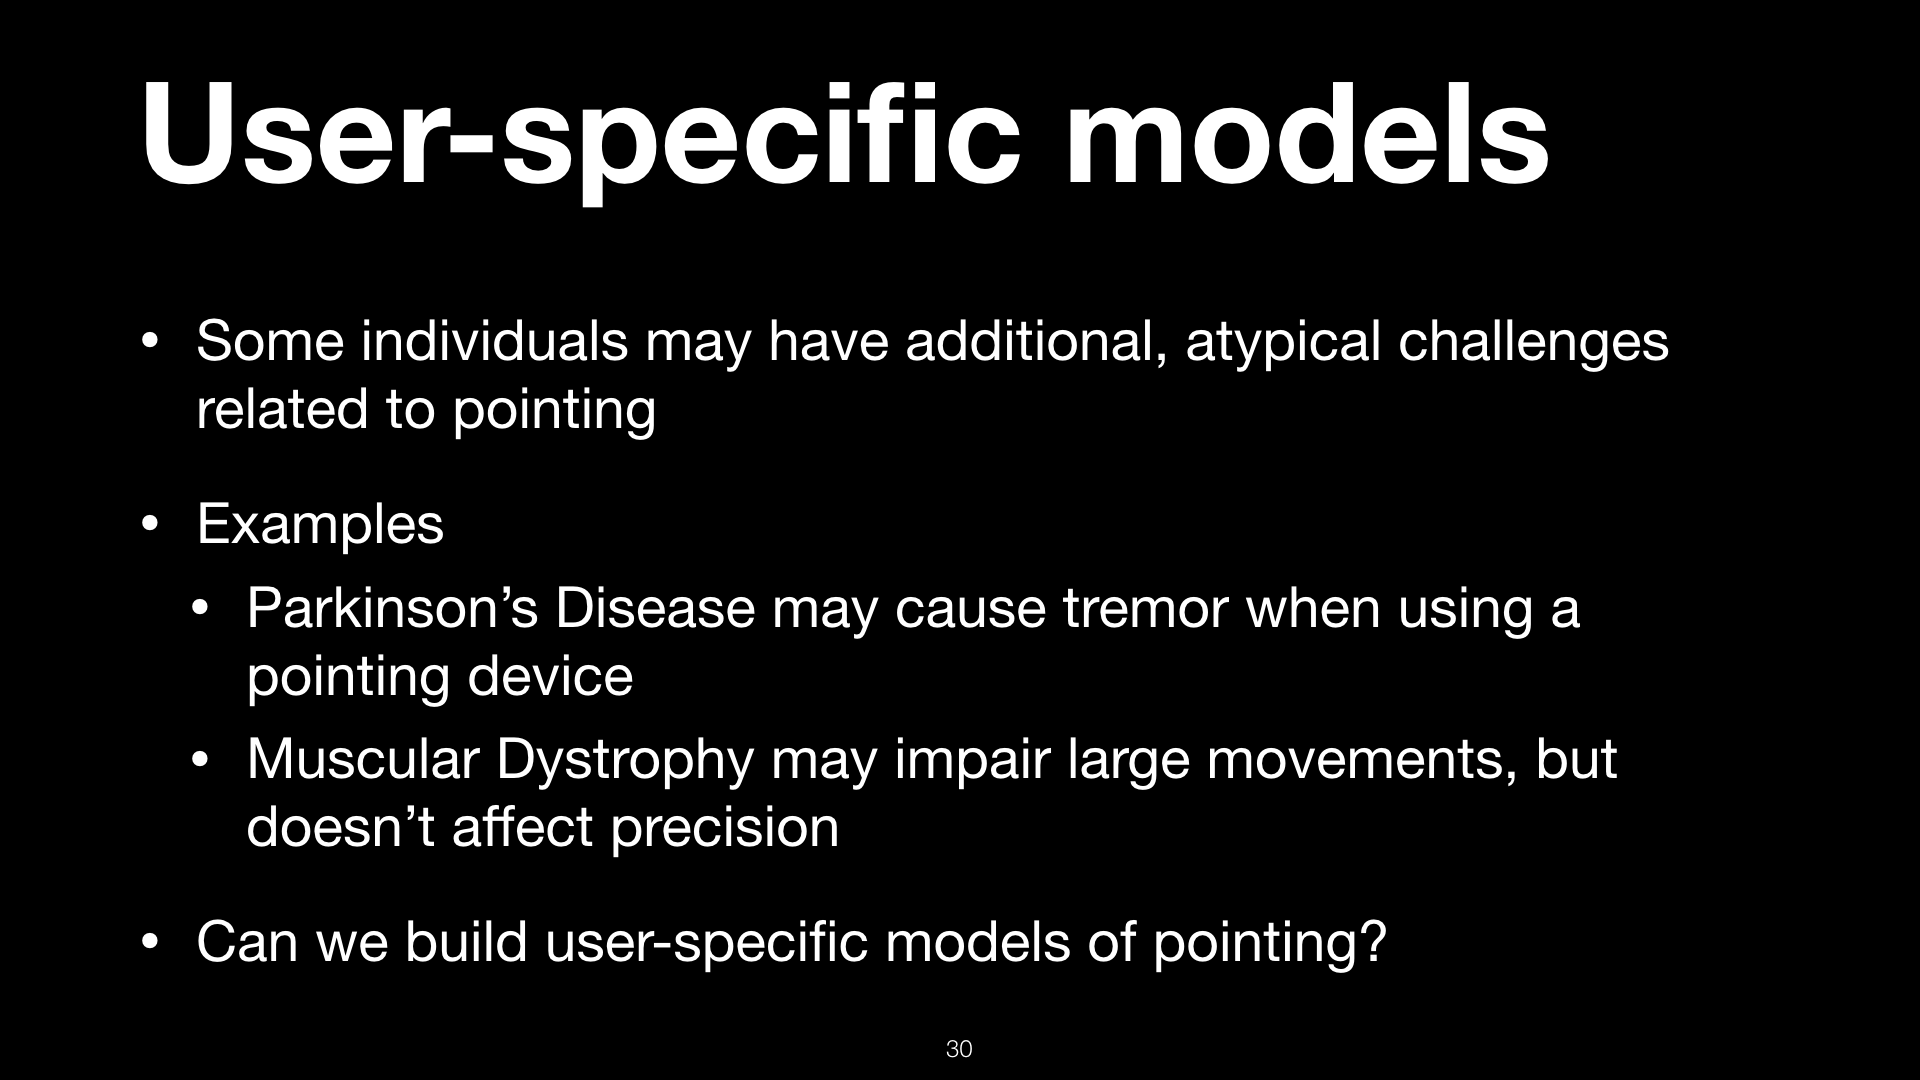 User-specific models
• Some individuals may have additional, atypical challenges
related to pointing
• Examples
• Parkinson’s Disease may cause tremor when using a
pointing device
• Muscular Dystrophy may impair large movements, but
doesn’t affect precision
• Can we build user-specific models of pointing?
30